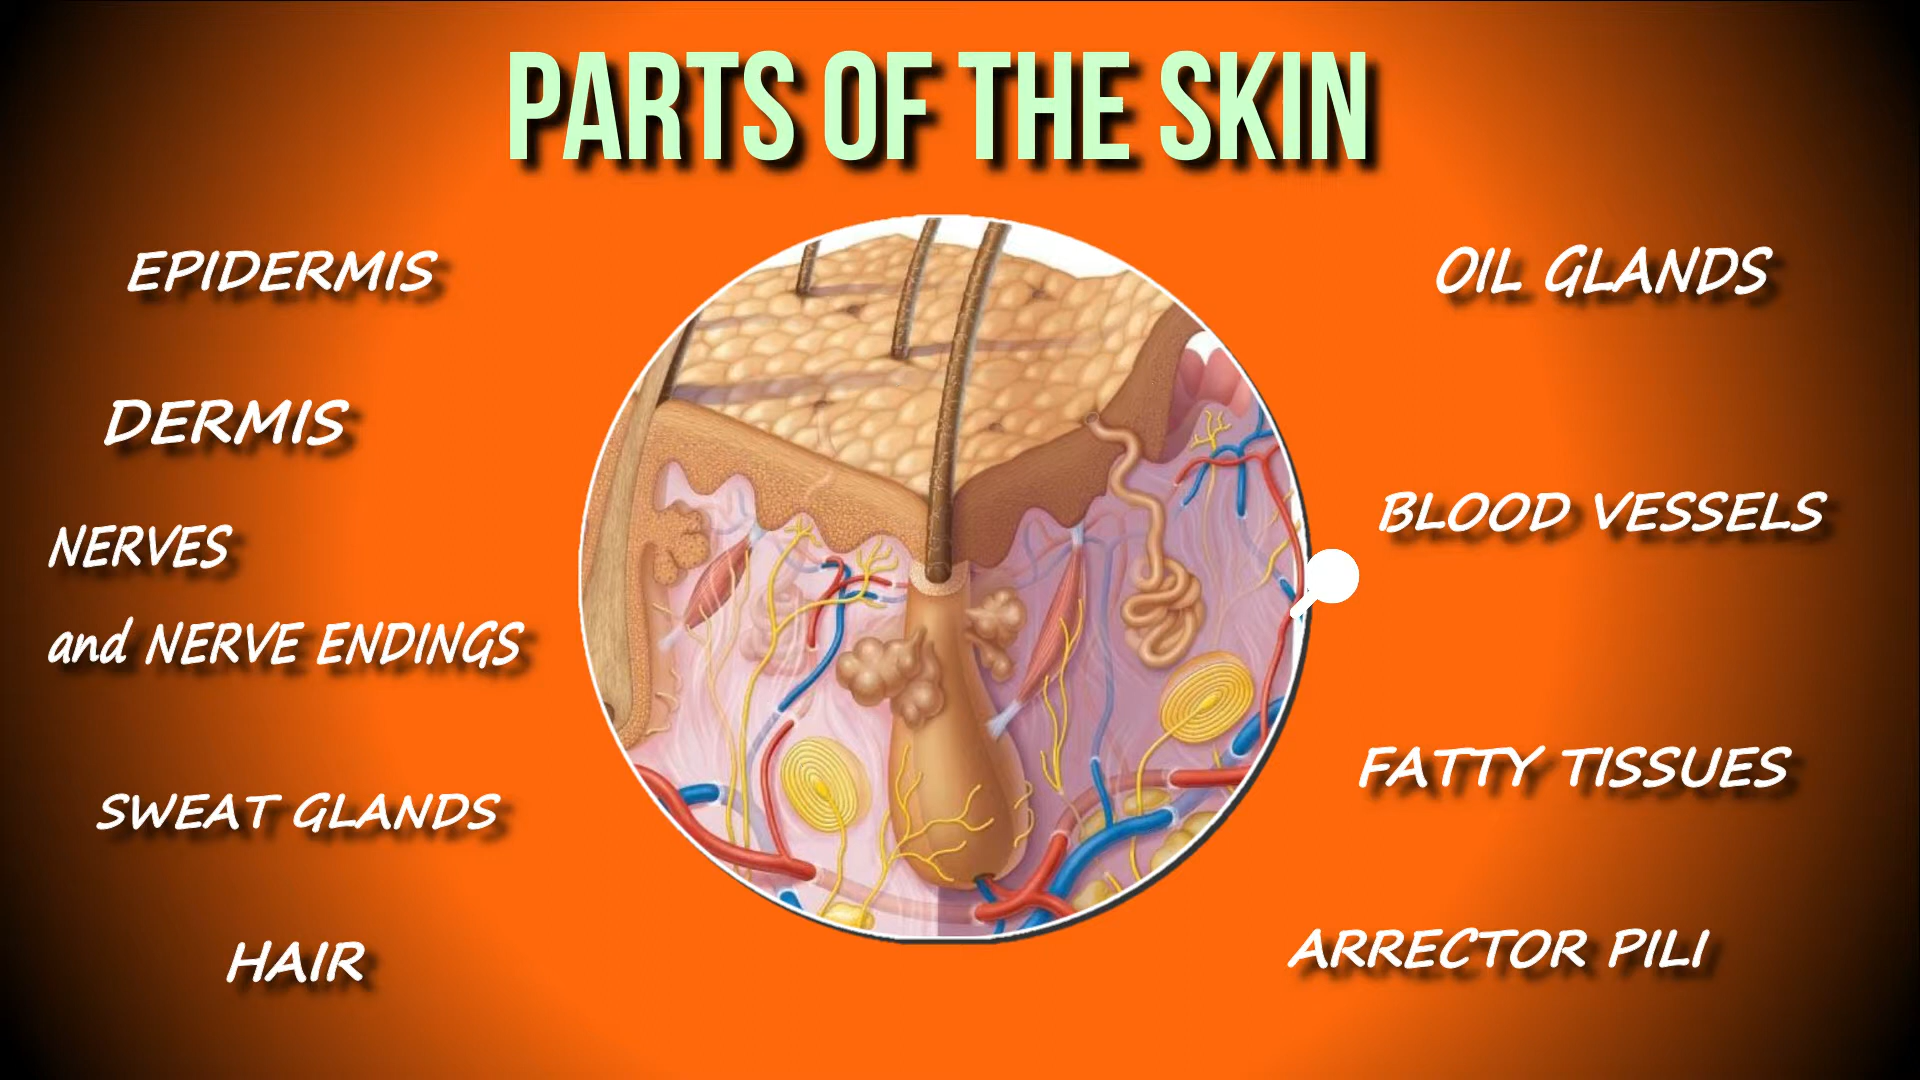 PARTS OF THE SKIN
EPIDERMIS
DERMIS
NERVES
and NERVE ENDINGS
SWEAT GLANDS
HAIR
OIL GLANDS
BLOOD VESSELS
FATTY TISSUES
ARRECTOR PILI